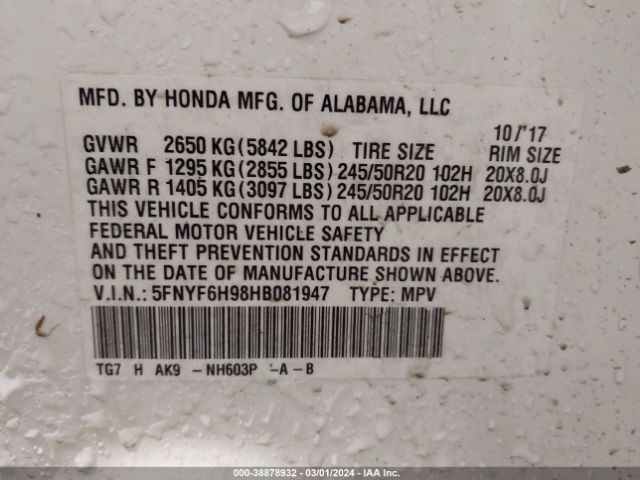 MFD. BY HONDA MFG. OF ALABAMA, LLC
10/'17
GVWR 2650 KG(5842 LBS) TIRE SIZE RIM SIZE
GAWR F 1295 KG(2855 LBS)245/50R20 102H 20X8.0J
GAWR R 1405 KG(3097 LBS)245/50R20 102H 20X8.0J
THIS VEHICLE CONFORMS TO ALL APPLICABLE
FEDERAL MOTOR VEHICLE SAFETY
AND THEFT PREVENTION STANDARDS IN EFFECT
ON THE DATE OF MANUFACTURE SHOWN ABOVE.
V.I.N.: 5FNYF6H98HB081947 TYPE: MPV
TG7 H AK9 -NH603P -A-B
000-38878932 - 03/01/2024 - IAA Inc.